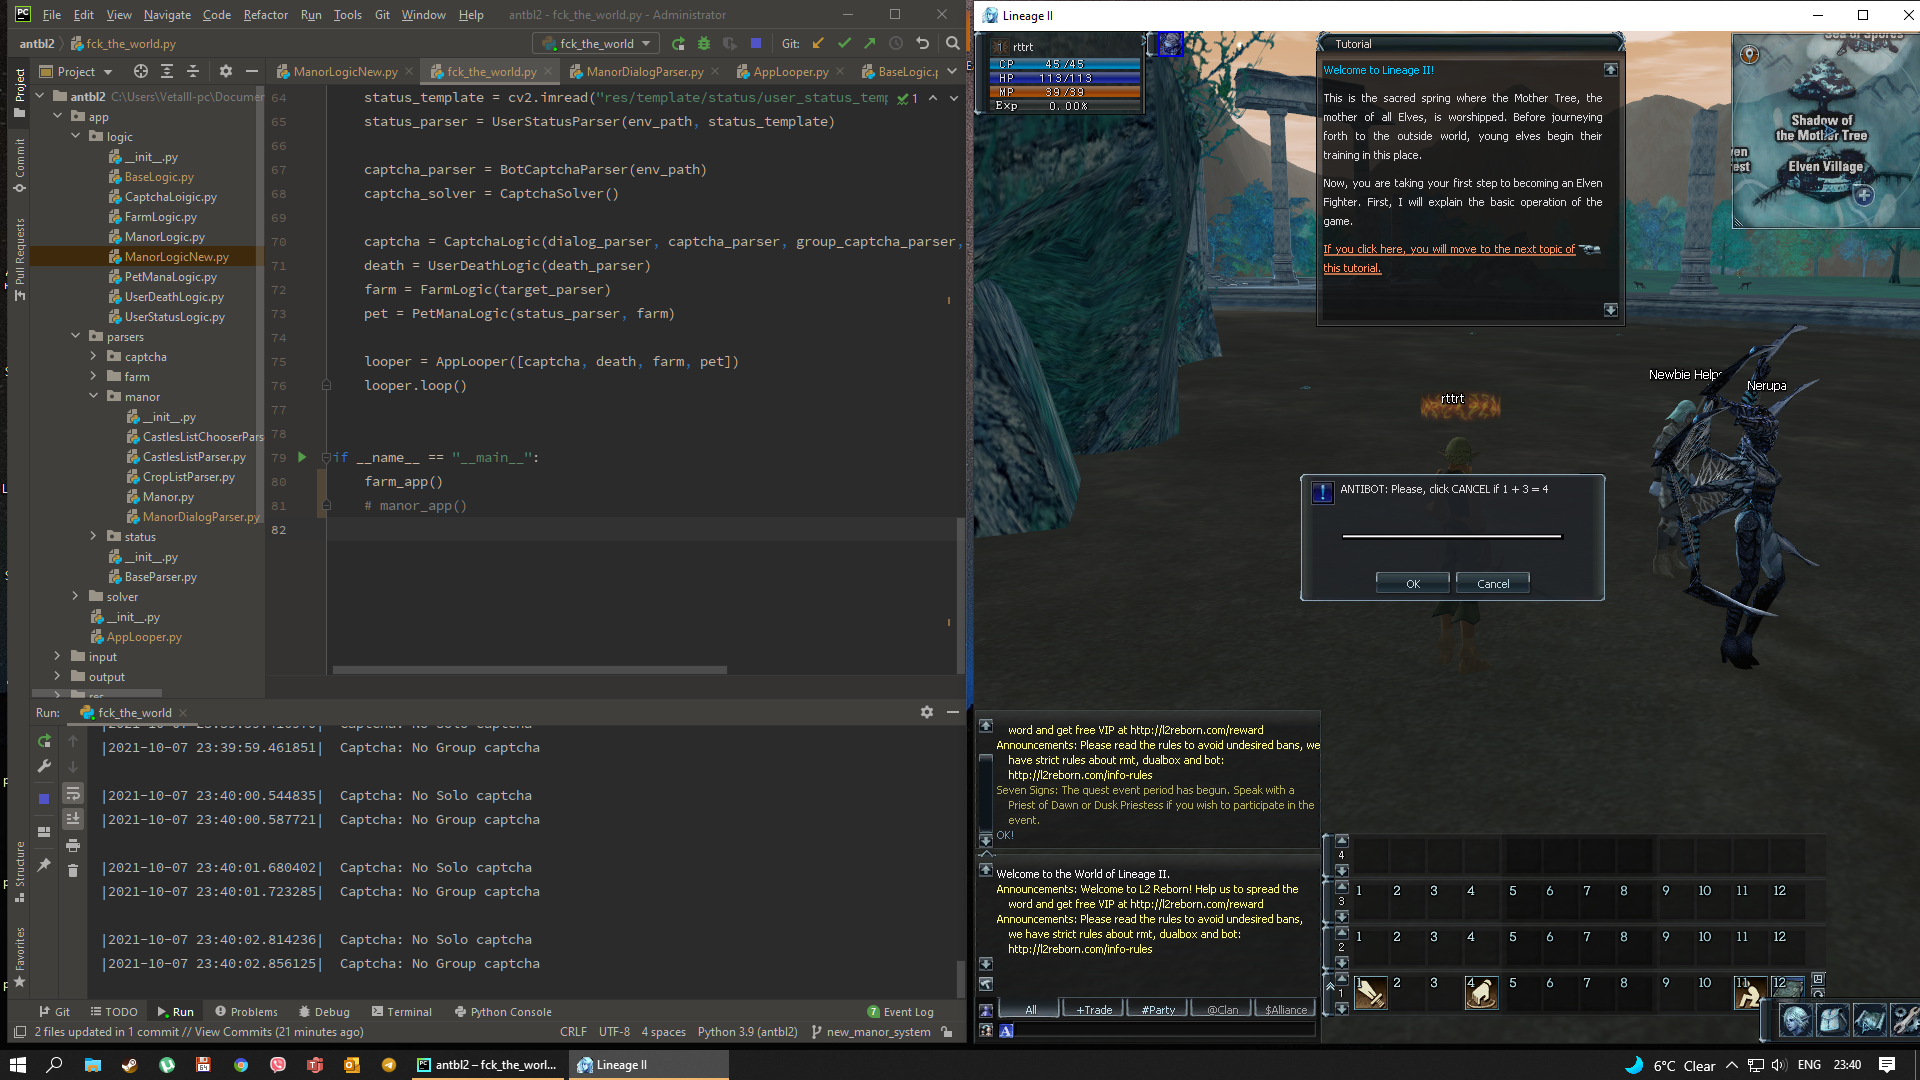 File Edit View Navigate Code Refactor Run Tools Git Window Help antbl2 - fck_the_world.py - Administrator
antbl2 fck_the_world.py
fck_the_world Git:
Project
ManorLogicNew.py fck_the_world.py ManorDialogParser.py AppLooper.py BaseLogic.p
Project
Commit
Pull Requests
Structure
Favorites
antbl2 C:\Users\Vetalll-pc\Documer
app
logic
__init__.py
BaseLogic.py
CaptchaLoigic.py
FarmLogic.py
ManorLogic.py
ManorLogicNew.py
PetManaLogic.py
UserDeathLogic.py
UserStatusLogic.py
parsers
captcha
farm
manor
__init__.py
CastlesListChooserPars
CastlesListParser.py
CropListParser.py
Manor.py
ManorDialogParser.py
status
__init__.py
BaseParser.py
solver
__init__.py
AppLooper.py
input
output
res
64 status_template = cv2.imread("res/template/status/user_status_temp
1
65 status_parser = UserStatusParser(env_path, status_template)
66
67 captcha_parser = BotCaptchaParser(env_path)
68 captcha_solver = CaptchaSolver()
69
70 captcha = CaptchaLogic(dialog_parser, captcha_parser, group_captcha_parser,
71 death = UserDeathLogic(death_parser)
72 farm = FarmLogic(target_parser)
73 pet = PetManaLogic(status_parser, farm)
74
75 looper = AppLooper([captcha, death, farm, pet])
76 looper.loop()
77
78
79 if __name__ == "__main__":
80 farm_app()
81 # manor_app()
82
Run: fck_the_world
|2021-10-07 23:39:59.461851| Captcha: No Group captcha
|2021-10-07 23:40:00.544835| Captcha: No Solo captcha
|2021-10-07 23:40:00.587721| Captcha: No Group captcha
|2021-10-07 23:40:01.680402| Captcha: No Solo captcha
|2021-10-07 23:40:01.723285| Captcha: No Group captcha
|2021-10-07 23:40:02.814236| Captcha: No Solo captcha
|2021-10-07 23:40:02.856125| Captcha: No Group captcha
Git TODO Run Problems Debug Terminal Python Console 7 Event Log
2 files updated in 1 commit // View Commits (21 minutes ago) CRLF UTF-8 4 spaces Python 3.9 (antbl2) new_manor_system
Lineage II
rttrt
CP 45/45
HP 113/113
MP 39/39
Exp 0.00%
Tutorial
Welcome to Lineage II!
This is the sacred spring where the Mother Tree, the
mother of all Elves, is worshipped. Before journeying
forth to the outside world, young elves begin their
training in this place.
Now, you are taking your first step to becoming an Elven
Fighter. First, I will explain the basic operation of the
game.
If you click here, you will move to the next topic of
this tutorial.
Sea of Spores
Shadow of
the Mother Tree
Elven Village
Newbie Helpe
Nerupa
rttrt
ANTIBOT: Please, click CANCEL if 1 + 3 = 4
OK Cancel
word and get free VIP at http://l2reborn.com/reward
Announcements: Please read the rules to avoid undesired bans, we
have strict rules about rmt, dualbox and bot:
http://l2reborn.com/info-rules
Seven Signs: The quest event period has begun. Speak with a
Priest of Dawn or Dusk Priestess if you wish to participate in the
event.
OK!
Welcome to the World of Lineage II.
Announcements: Welcome to L2 Reborn! Help us to spread the
word and get free VIP at http://l2reborn.com/reward
Announcements: Please read the rules to avoid undesired bans,
we have strict rules about rmt, dualbox and bot:
http://l2reborn.com/info-rules
All +Trade #Party @Clan $Alliance
A
4
3 1 2 3 4 5 6 7 8 9 10 11 12
2 1 2 3 4 5 6 7 8 9 10 11 12
1 1 2 3 4 5 6 7 8 9 10 11 12
antbl2 – fck_the_wo... Lineage II 6°C Clear ENG 23:40